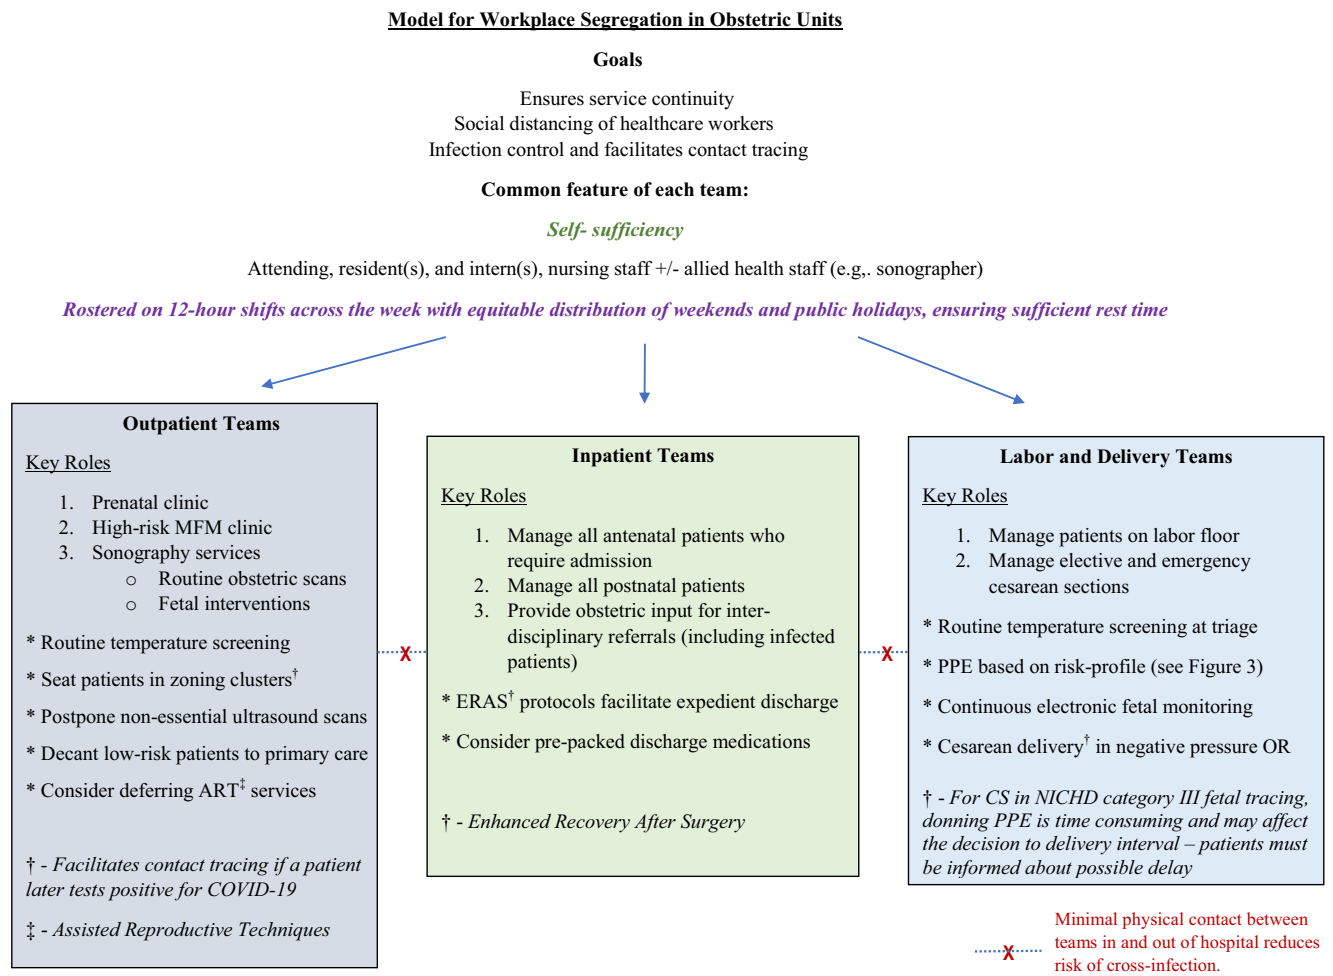 Model for Workplace Segregation in Obstetric Units
Goals
Ensures service continuity
Social distancing of healthcare workers
Infection control and facilitates contact tracing
Common feature of each team:
Self- sufficiency
Attending, resident(s), and intern(s), nursing staff +/- allied health staff (e.g,. sonographer)
Rostered on 12-hour shifts across the week with equitable distribution of weekends and public holidays, ensuring sufficient rest time
Outpatient Teams
Key Roles
1. Prenatal clinic
2. High-risk MFM clinic
3. Sonography services
o Routine obstetric scans
o Fetal interventions
* Routine temperature screening
* Seat patients in zoning clusters†
* Postpone non-essential ultrasound scans
* Decant low-risk patients to primary care
* Consider deferring ART‡ services
† - Facilitates contact tracing if a patient
later tests positive for COVID-19
‡ - Assisted Reproductive Techniques
X
Inpatient Teams
Key Roles
1. Manage all antenatal patients who
require admission
2. Manage all postnatal patients
3. Provide obstetric input for inter-
disciplinary referrals (including infected
patients)
* ERAS† protocols facilitate expedient discharge
* Consider pre-packed discharge medications
† - Enhanced Recovery After Surgery
X
Labor and Delivery Teams
Key Roles
1. Manage patients on labor floor
2. Manage elective and emergency
cesarean sections
* Routine temperature screening at triage
* PPE based on risk-profile (see Figure 3)
* Continuous electronic fetal monitoring
* Cesarean delivery† in negative pressure OR
† - For CS in NICHD category III fetal tracing,
donning PPE is time consuming and may affect
the decision to delivery interval – patients must
be informed about possible delay
X
Minimal physical contact between
teams in and out of hospital reduces
risk of cross-infection.